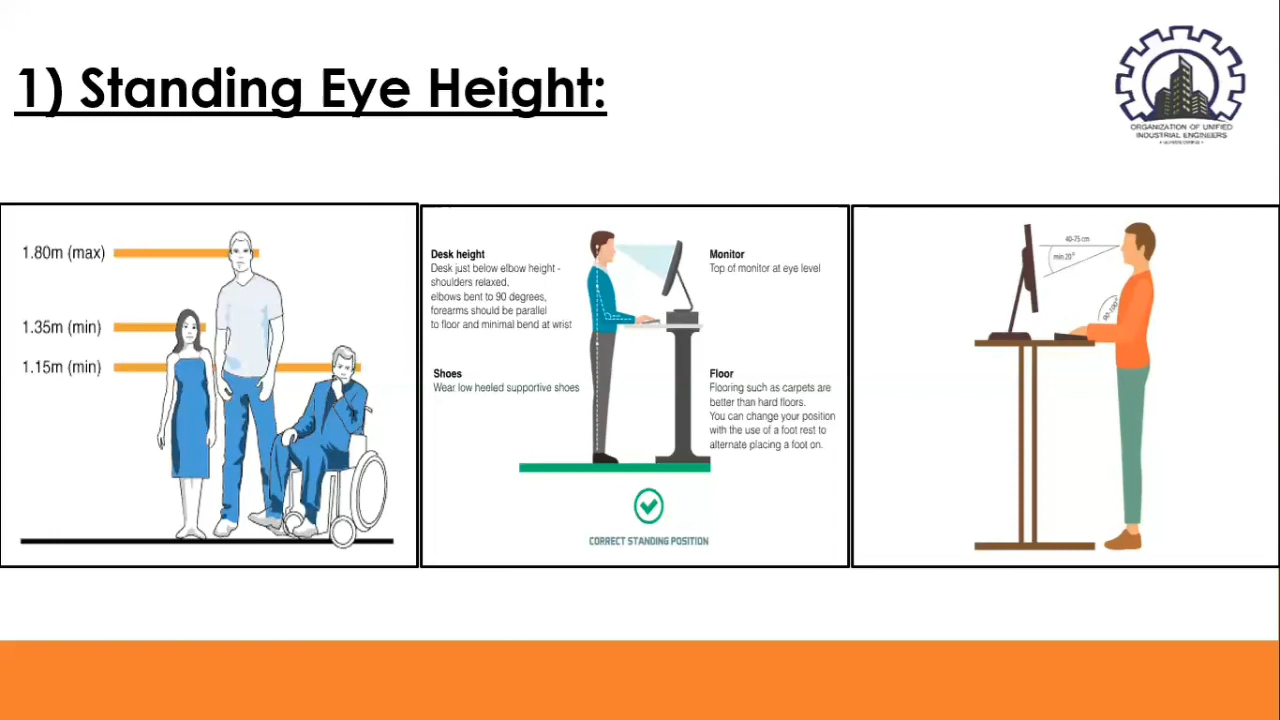 1) Standing Eye Height:
ORGANIZATION OF UNIFIED
INDUSTRIAL ENGINEERS
1.80m (max)
1.35m (min)
1.15m (min)
Desk height
Desk just below elbow height -
shoulders relaxed,
elbows bent to 90 degrees,
forearms should be parallel
to floor and minimal bend at wrist
Shoes
Wear low heeled supportive shoes
Monitor
Top of monitor at eye level
Floor
Flooring such as carpets are
better than hard floors.
You can change your position
with the use of a foot rest to
alternate placing a foot on.
CORRECT STANDING POSITION
40-75 cm
min 20°